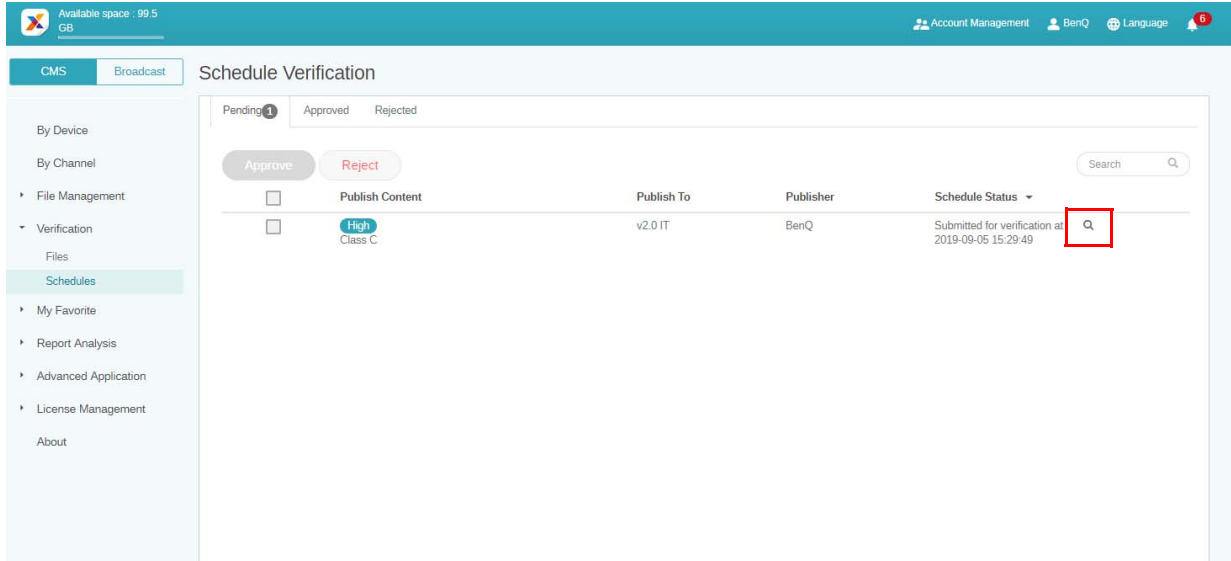 Available space : 99.5
GB
Account Management
BenQ
Language
6
CMS
Broadcast
Schedule Verification
By Device
By Channel
File Management
Verification
Files
Schedules
My Favorite
Report Analysis
Advanced Application
License Management
About
Pending 1
Approved
Rejected
Approve
Reject
Search
Publish Content
Publish To
Publisher
Schedule Status
High
Class C
v2.0 IT
BenQ
Submitted for verification at
2019-09-05 15:29:49